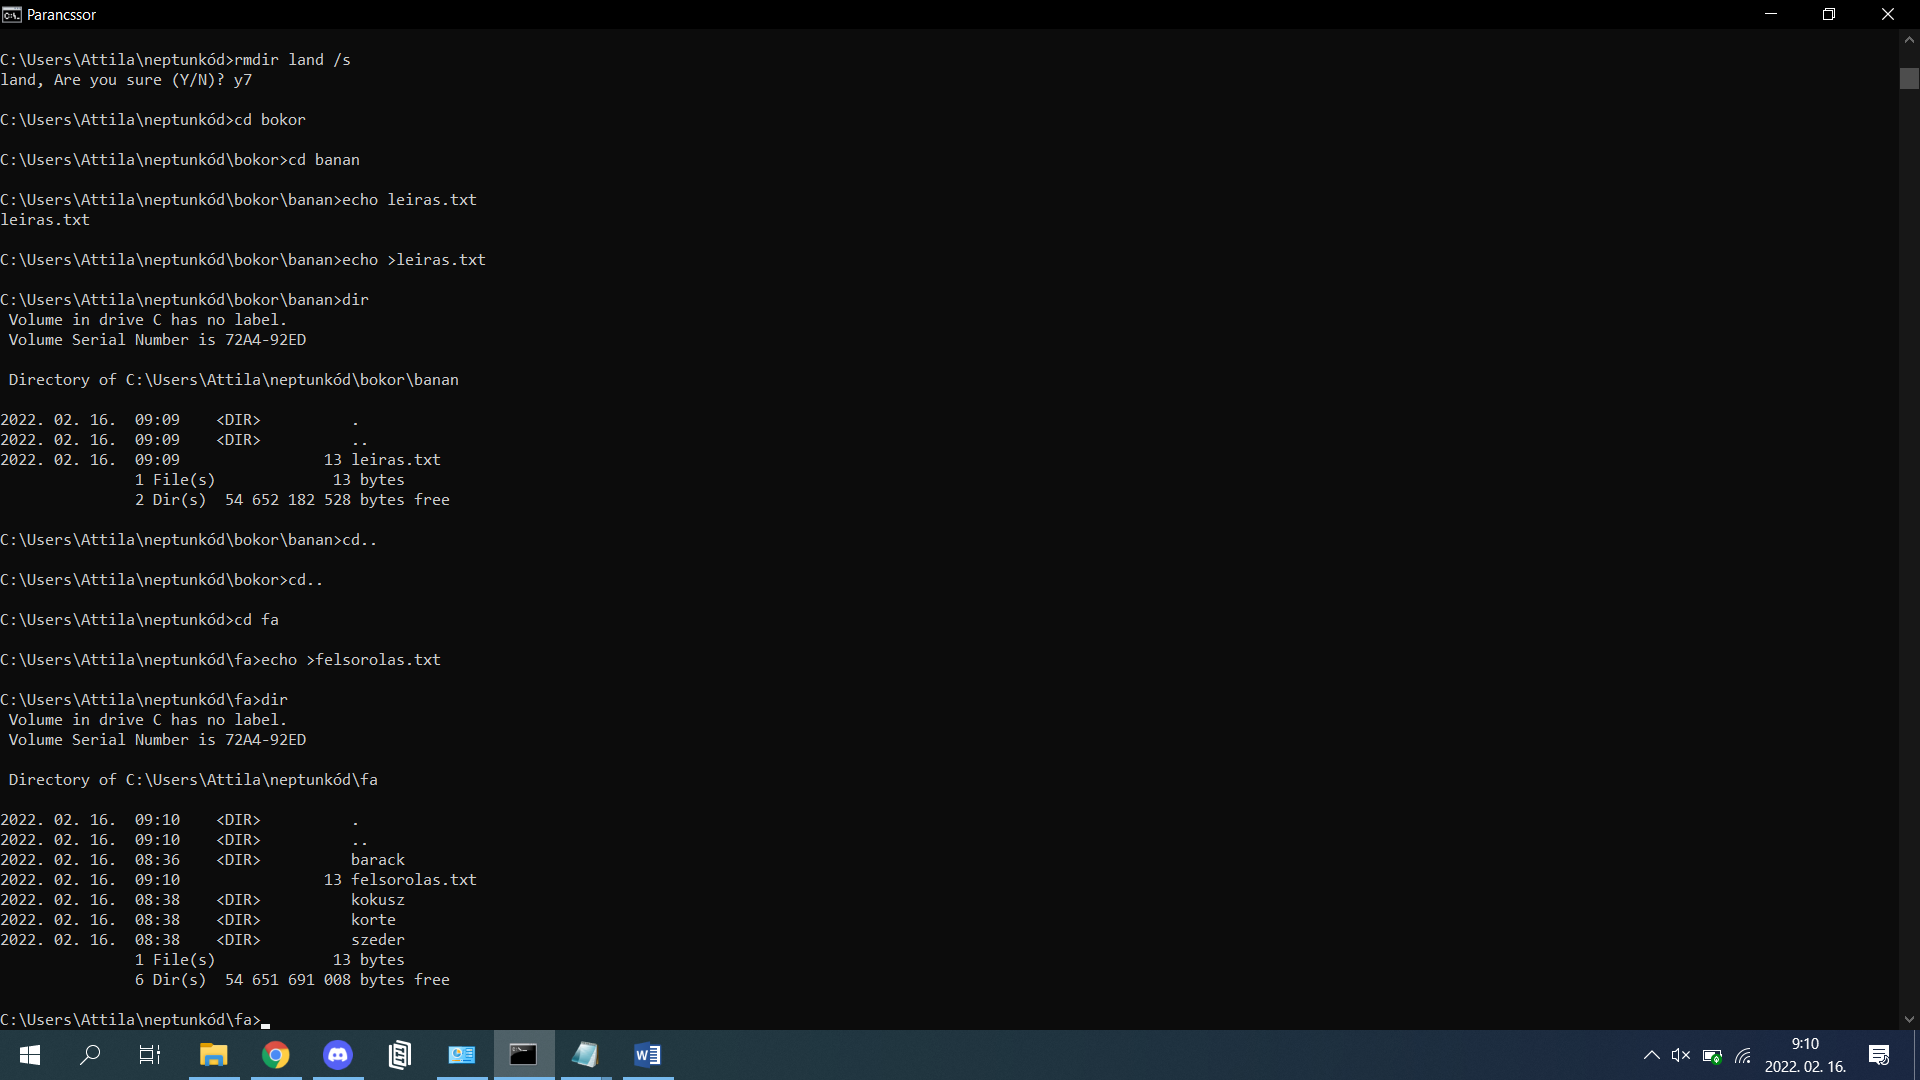 Parancssor
C:\Users\Attila\neptunkód>rmdir land /s
land, Are you sure (Y/N)? y7
C:\Users\Attila\neptunkód>cd bokor
C:\Users\Attila\neptunkód\bokor>cd banan
C:\Users\Attila\neptunkód\bokor\banan>echo leiras.txt
leiras.txt
C:\Users\Attila\neptunkód\bokor\banan>echo >leiras.txt
C:\Users\Attila\neptunkód\bokor\banan>dir
 Volume in drive C has no label.
 Volume Serial Number is 72A4-92ED
 Directory of C:\Users\Attila\neptunkód\bokor\banan
2022. 02. 16.  09:09    <DIR>          .
2022. 02. 16.  09:09    <DIR>          ..
2022. 02. 16.  09:09                13 leiras.txt
               1 File(s)             13 bytes
               2 Dir(s)  54 652 182 528 bytes free
C:\Users\Attila\neptunkód\bokor\banan>cd..
C:\Users\Attila\neptunkód\bokor>cd..
C:\Users\Attila\neptunkód>cd fa
C:\Users\Attila\neptunkód\fa>echo >felsorolas.txt
C:\Users\Attila\neptunkód\fa>dir
 Volume in drive C has no label.
 Volume Serial Number is 72A4-92ED
 Directory of C:\Users\Attila\neptunkód\fa
2022. 02. 16.  09:10    <DIR>          .
2022. 02. 16.  09:10    <DIR>          ..
2022. 02. 16.  08:36    <DIR>          barack
2022. 02. 16.  09:10                13 felsorolas.txt
2022. 02. 16.  08:38    <DIR>          kokusz
2022. 02. 16.  08:38    <DIR>          korte
2022. 02. 16.  08:38    <DIR>          szeder
               1 File(s)             13 bytes
               6 Dir(s)  54 651 691 008 bytes free
C:\Users\Attila\neptunkód\fa>
9:10
2022. 02. 16.